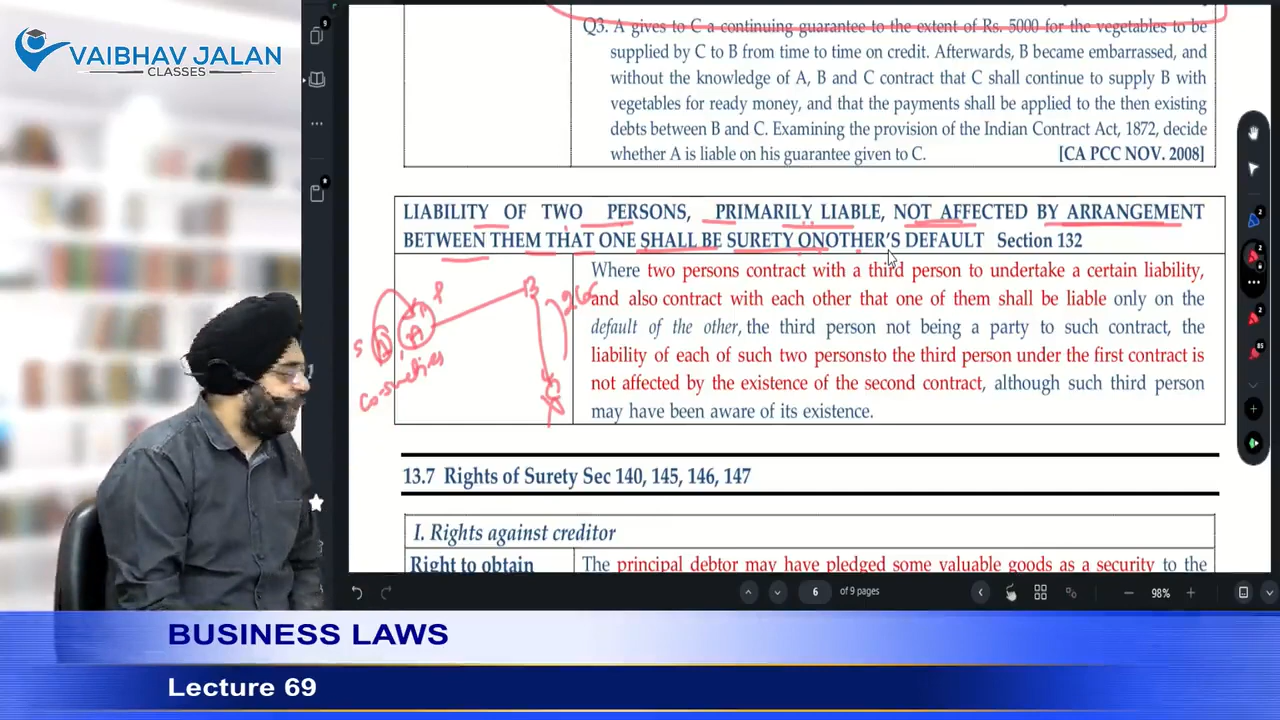 VAIBHAV JALAN
CLASSES
Q3. A gives to C a continuing guarantee to the extent of Rs. 5000 for the vegetables to be
supplied by C to B from time to time on credit. Afterwards, B became embarrassed, and
without the knowledge of A, B and C contract that C shall continue to supply B with
vegetables for ready money, and that the payments shall be applied to the then existing
debts between B and C. Examining the provision of the Indian Contract Act, 1872, decide
whether A is liable on his guarantee given to C. [CA PCC NOV. 2008]
LIABILITY OF TWO PERSONS, PRIMARILY LIABLE, NOT AFFECTED BY ARRANGEMENT
BETWEEN THEM THAT ONE SHALL BE SURETY ONOTHER'S DEFAULT Section 132
Where two persons contract with a third person to undertake a certain liability,
and also contract with each other that one of them shall be liable only on the
default of the other, the third person not being a party to such contract, the
liability of each of such two personsto the third person under the first contract is
not affected by the existence of the second contract, although such third person
may have been aware of its existence.
B
A
S
co-sureties
13.7 Rights of Surety Sec 140, 145, 146, 147
I. Rights against creditor
Right to obtain The principal debtor may have pledged some valuable goods as a security to the
6 of 9 pages
98%
BUSINESS LAWS
Lecture 69